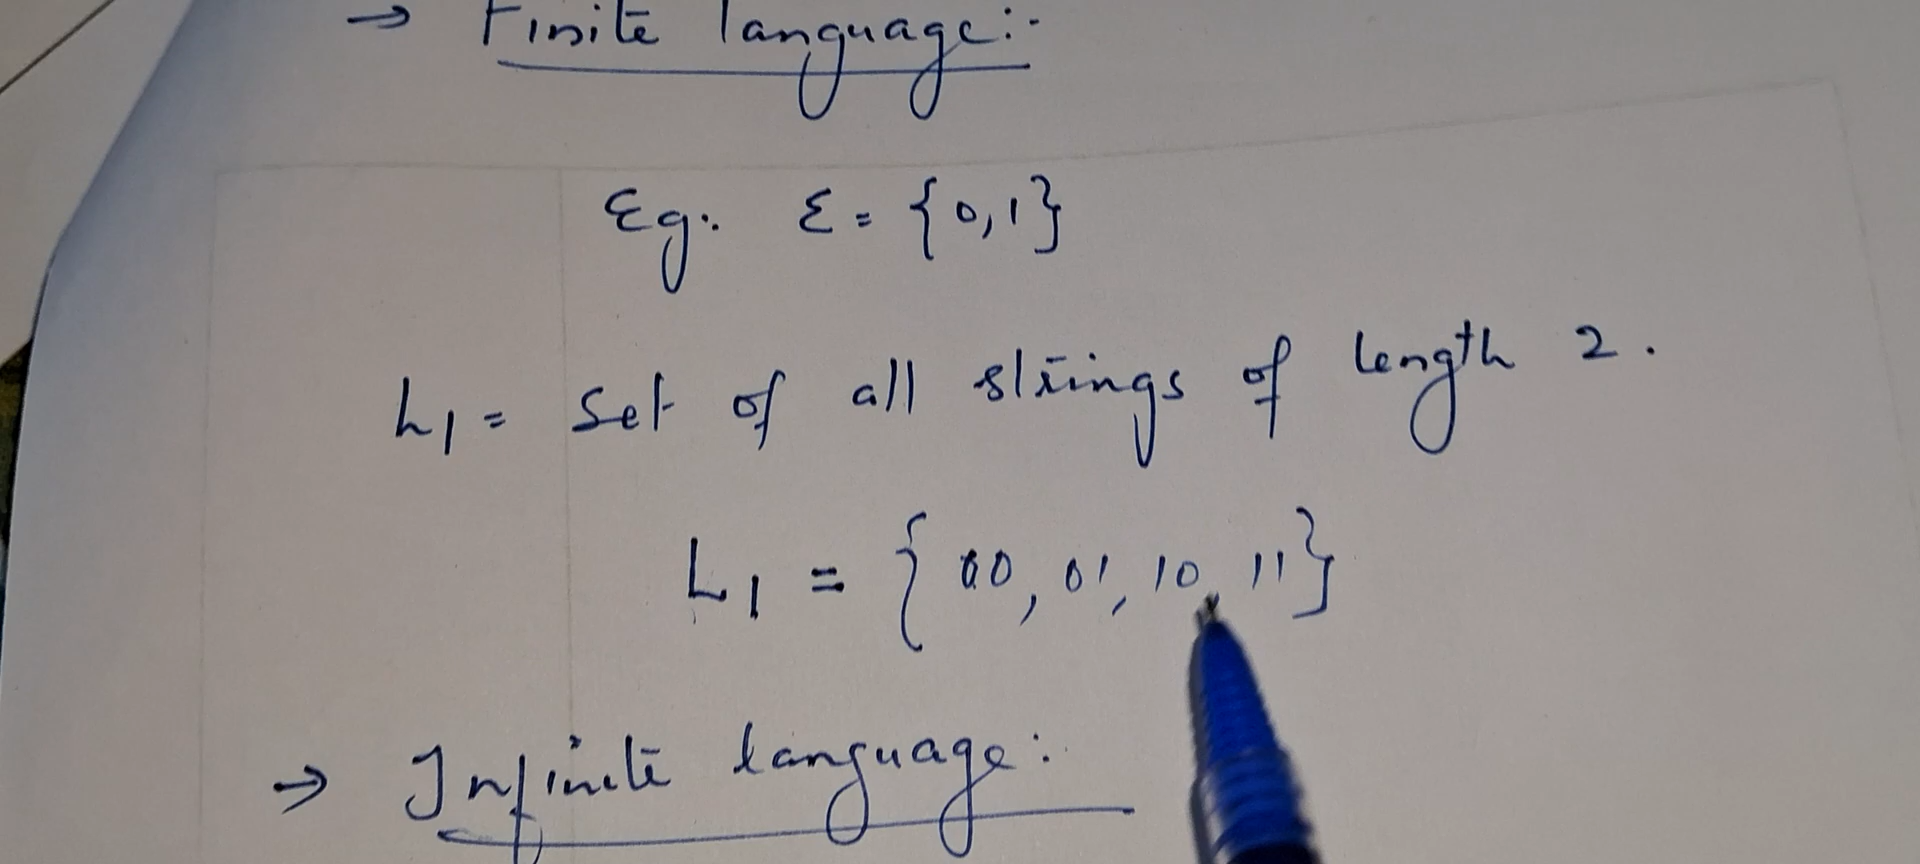 → Finite language:-
Eg: Σ = {0,1}
L1 = Set of all strings of length 2.
L1 = {00, 01, 10, 11}
→ Infinite language: